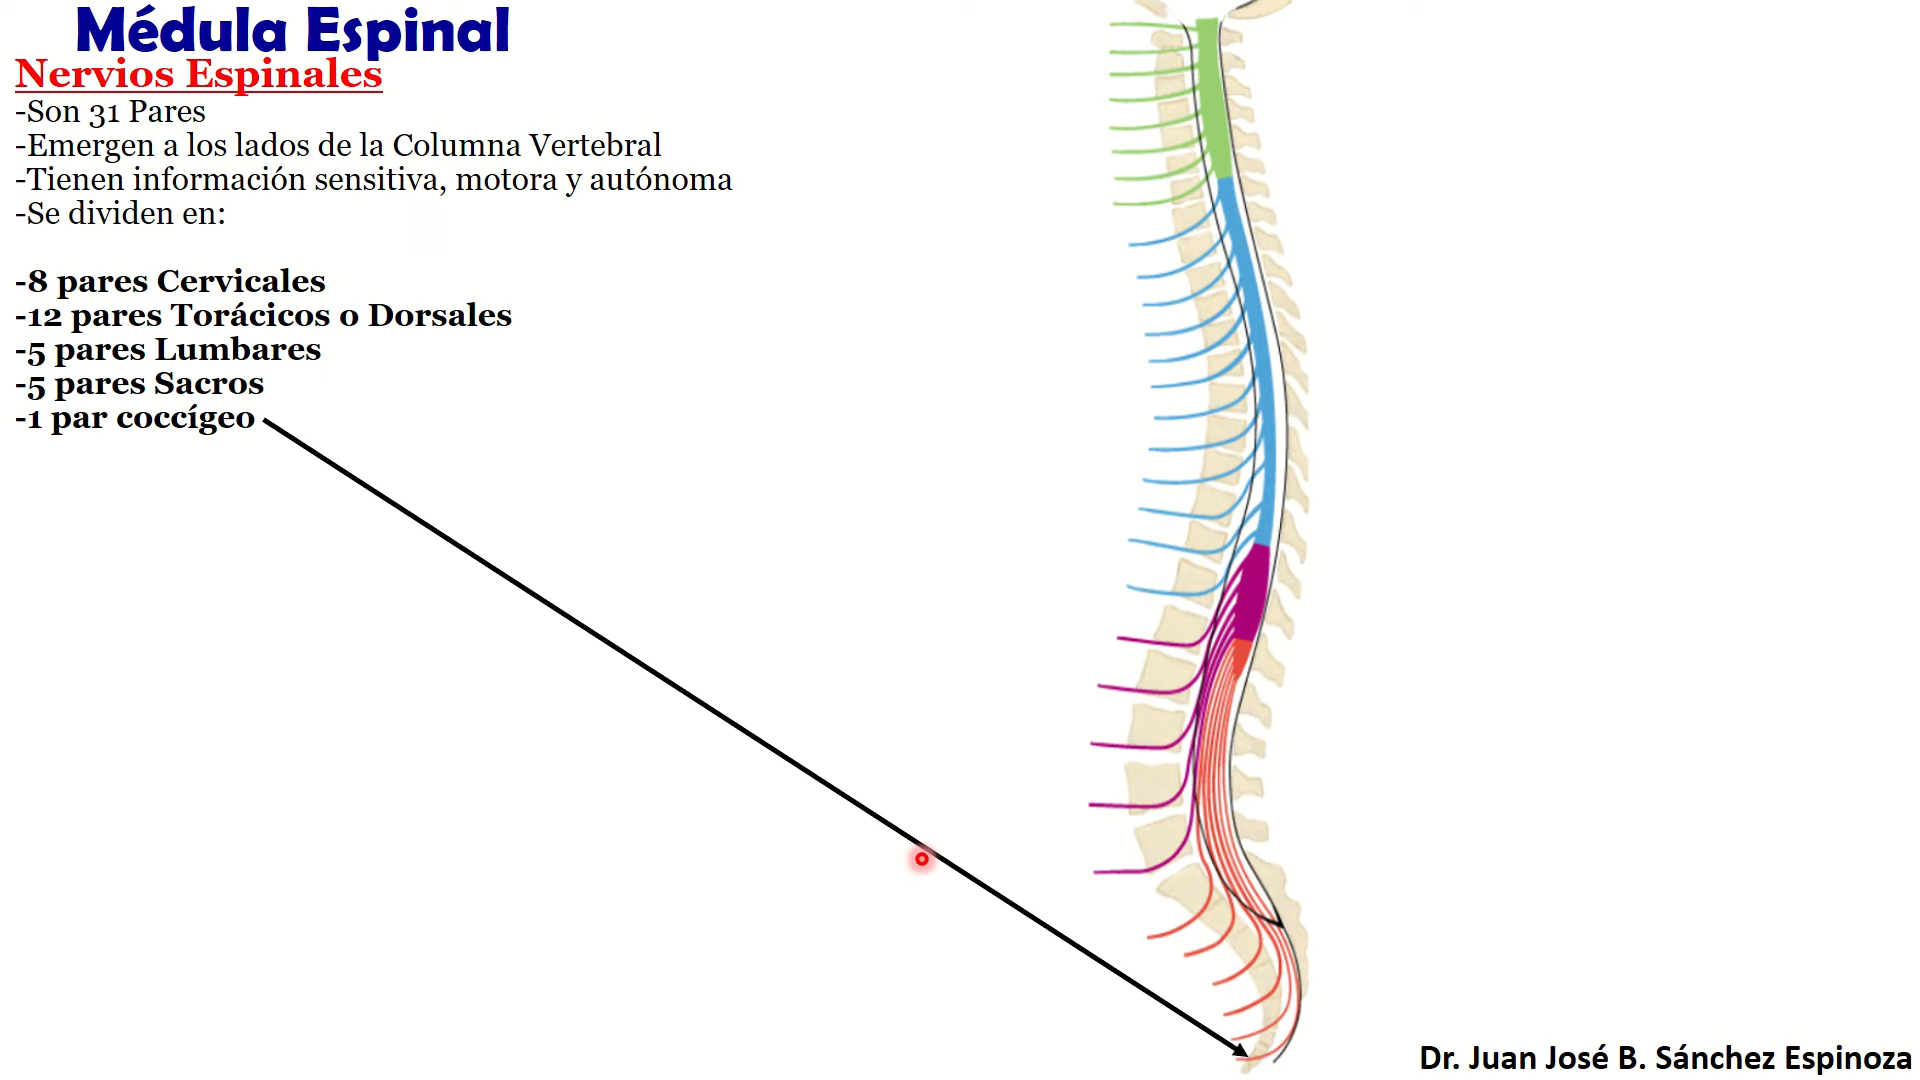 Médula Espinal
Nervios Espinales
-Son 31 Pares
-Emergen a los lados de la Columna Vertebral
-Tienen información sensitiva, motora y autónoma
-Se dividen en:
-8 pares Cervicales
-12 pares Torácicos o Dorsales
-5 pares Lumbares
-5 pares Sacros
-1 par coccígeo
Dr. Juan José B. Sánchez Espinoza